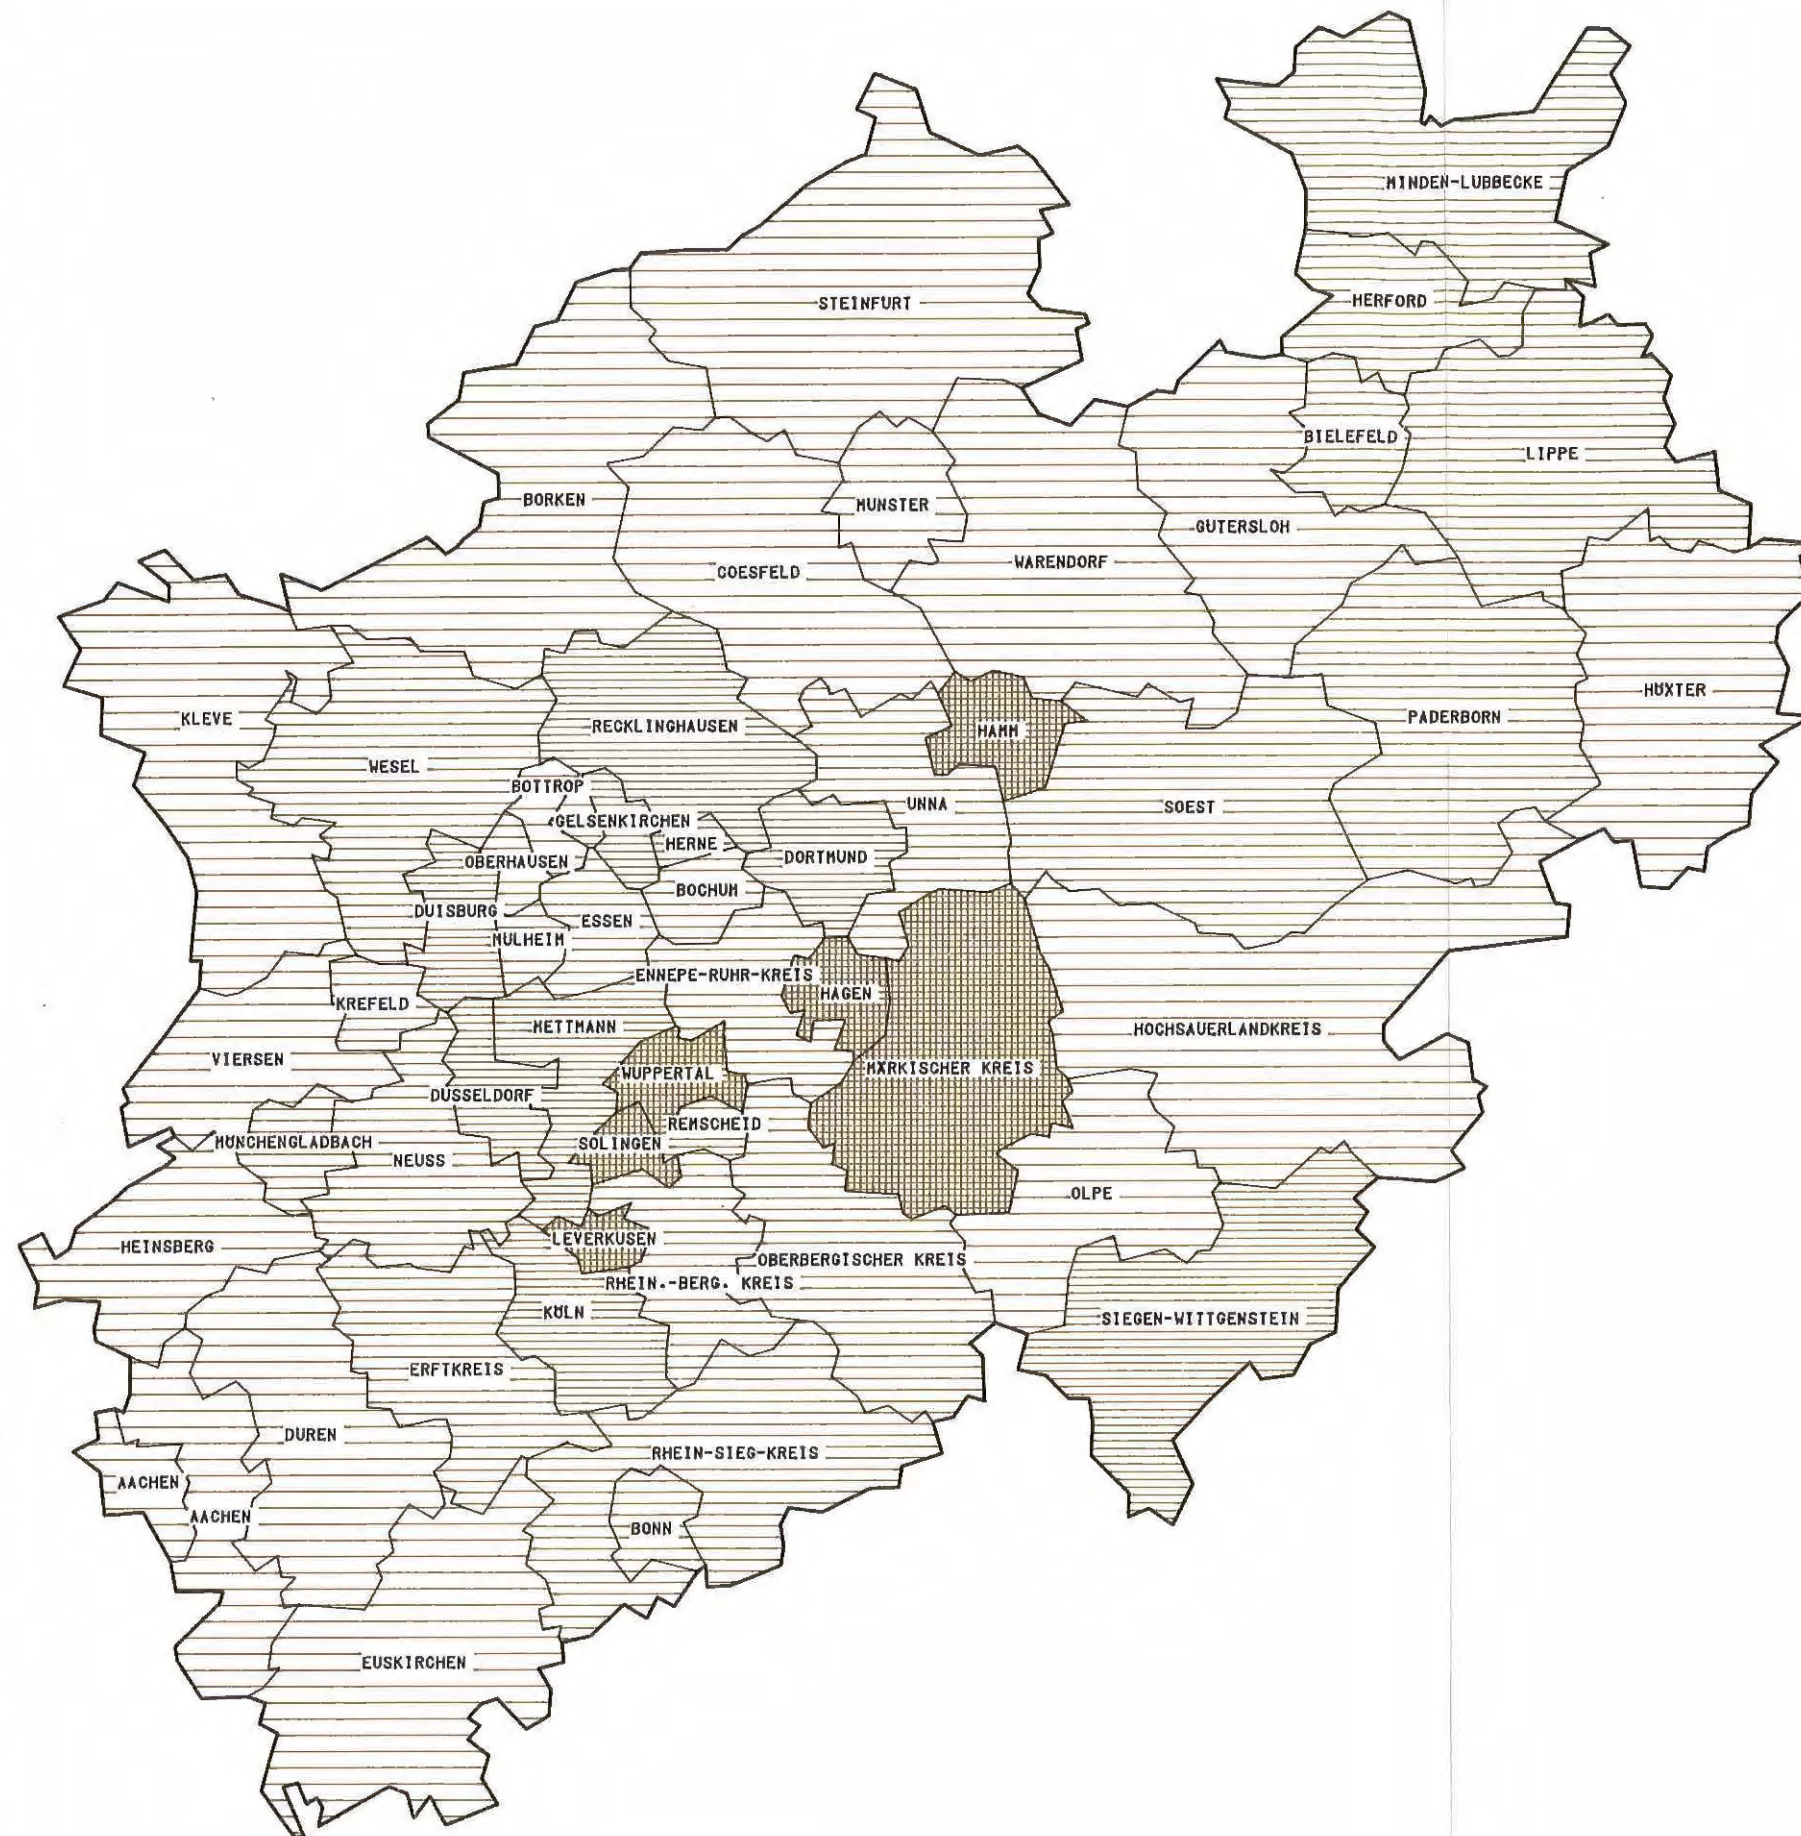 MINDEN-LUBBECKE
HERFORD
STEINFURT
BIELEFELD
LIPPE
BORKEN
MUNSTER
GUTERSLOH
COESFELD
WARENDORF
HÖXTER
KLEVE
RECKLINGHAUSEN
HAMM
PADERBORN
WESEL
BOTTROP
UNNA
SOEST
GELSENKIRCHEN
HERNE
DORTMUND
OBERHAUSEN
BOCHUM
DUISBURG
ESSEN
MULHEIM
ENNEPE-RUHR-KREIS
HAGEN
KREFELD
METTMANN
HOCHSAUERLANDKREIS
VIERSEN
WUPPERTAL
MÄRKISCHER KREIS
DUSSELDORF
REMSCHEID
MÖNCHENGLADBACH
SOLINGEN
NEUSS
OLPE
LEVERKUSEN
HEINSBERG
OBERBERGISCHER KREIS
RHEIN.-BERG. KREIS
KÖLN
SIEGEN-WITTGENSTEIN
ERFTKREIS
DUREN
RHEIN-SIEG-KREIS
AACHEN
AACHEN
BONN
EUSKIRCHEN